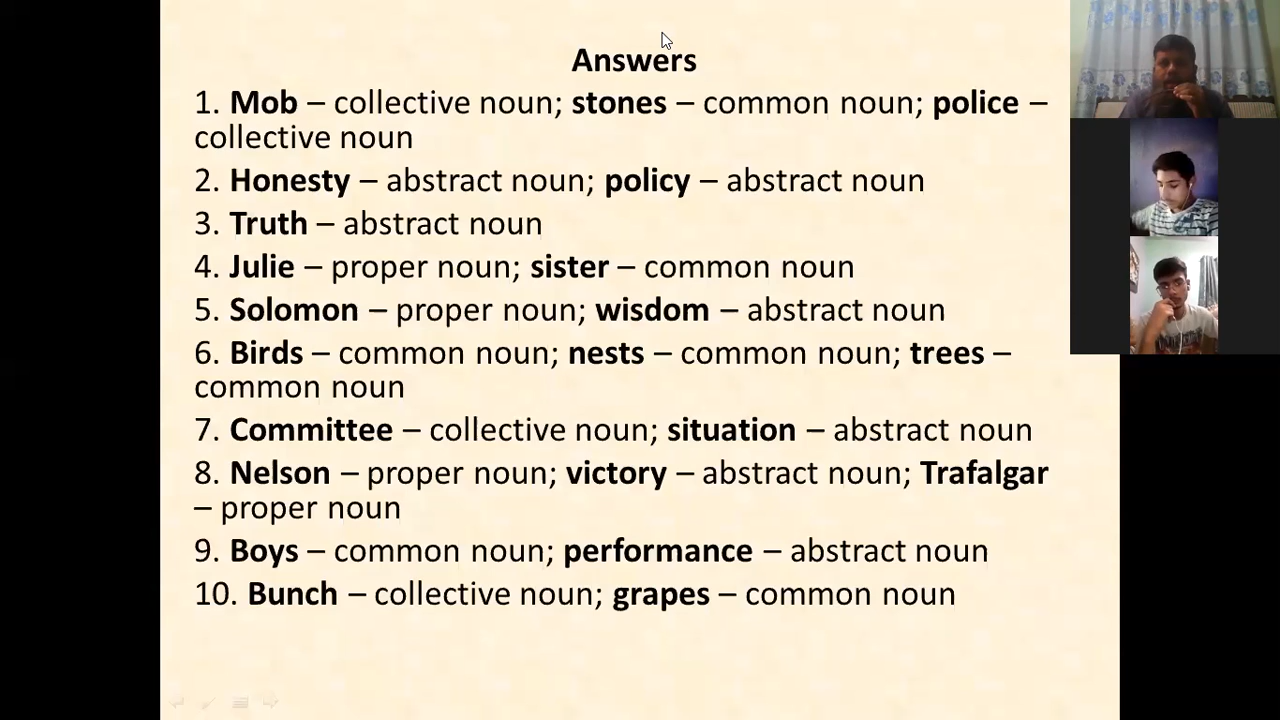 Answers
1. Mob – collective noun; stones – common noun; police –
collective noun
2. Honesty – abstract noun; policy – abstract noun
3. Truth – abstract noun
4. Julie – proper noun; sister – common noun
5. Solomon – proper noun; wisdom – abstract noun
6. Birds – common noun; nests – common noun; trees –
common noun
7. Committee – collective noun; situation – abstract noun
8. Nelson – proper noun; victory – abstract noun; Trafalgar
– proper noun
9. Boys – common noun; performance – abstract noun
10. Bunch – collective noun; grapes – common noun